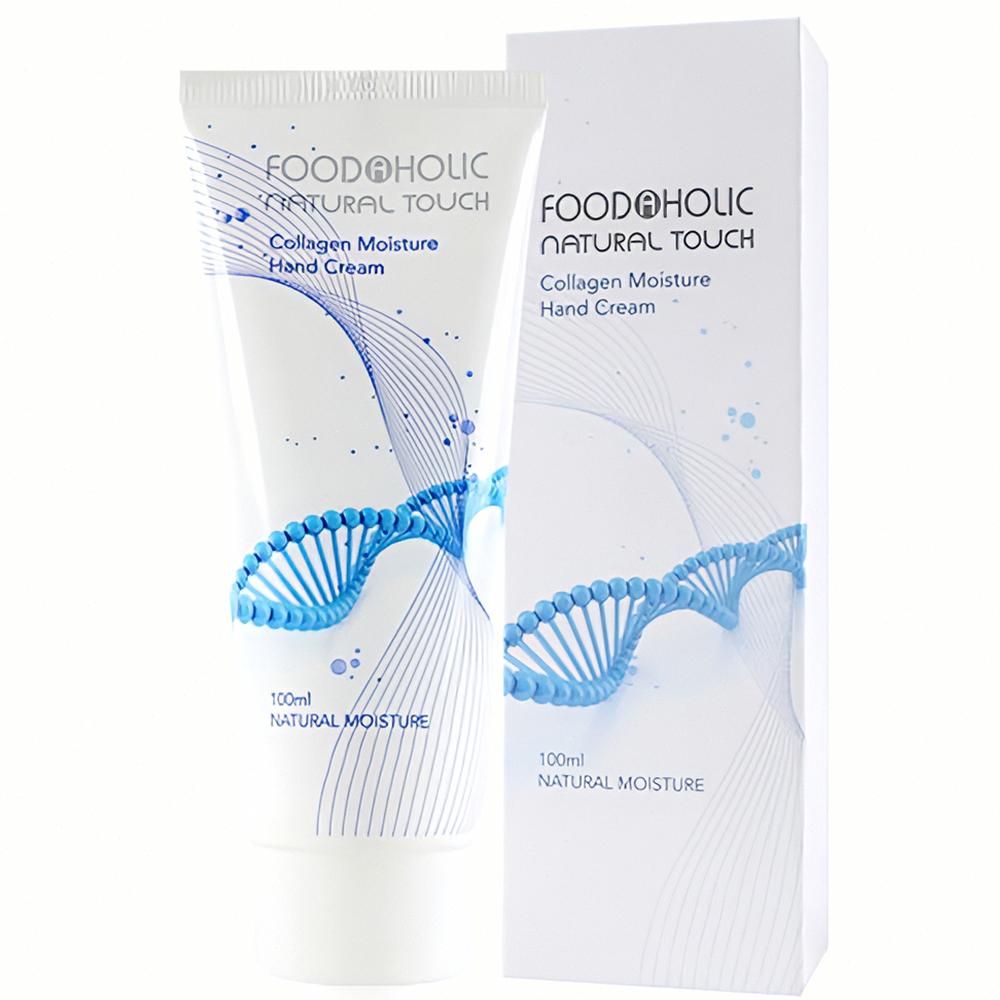 FOODAHOLIC
NATURAL TOUCH
Collagen Moisture
Hand Cream
100ml
NATURAL MOISTURE
FOODAHOLIC
NATURAL TOUCH
Collagen Moisture
Hand Cream
100ml
NATURAL MOISTURE